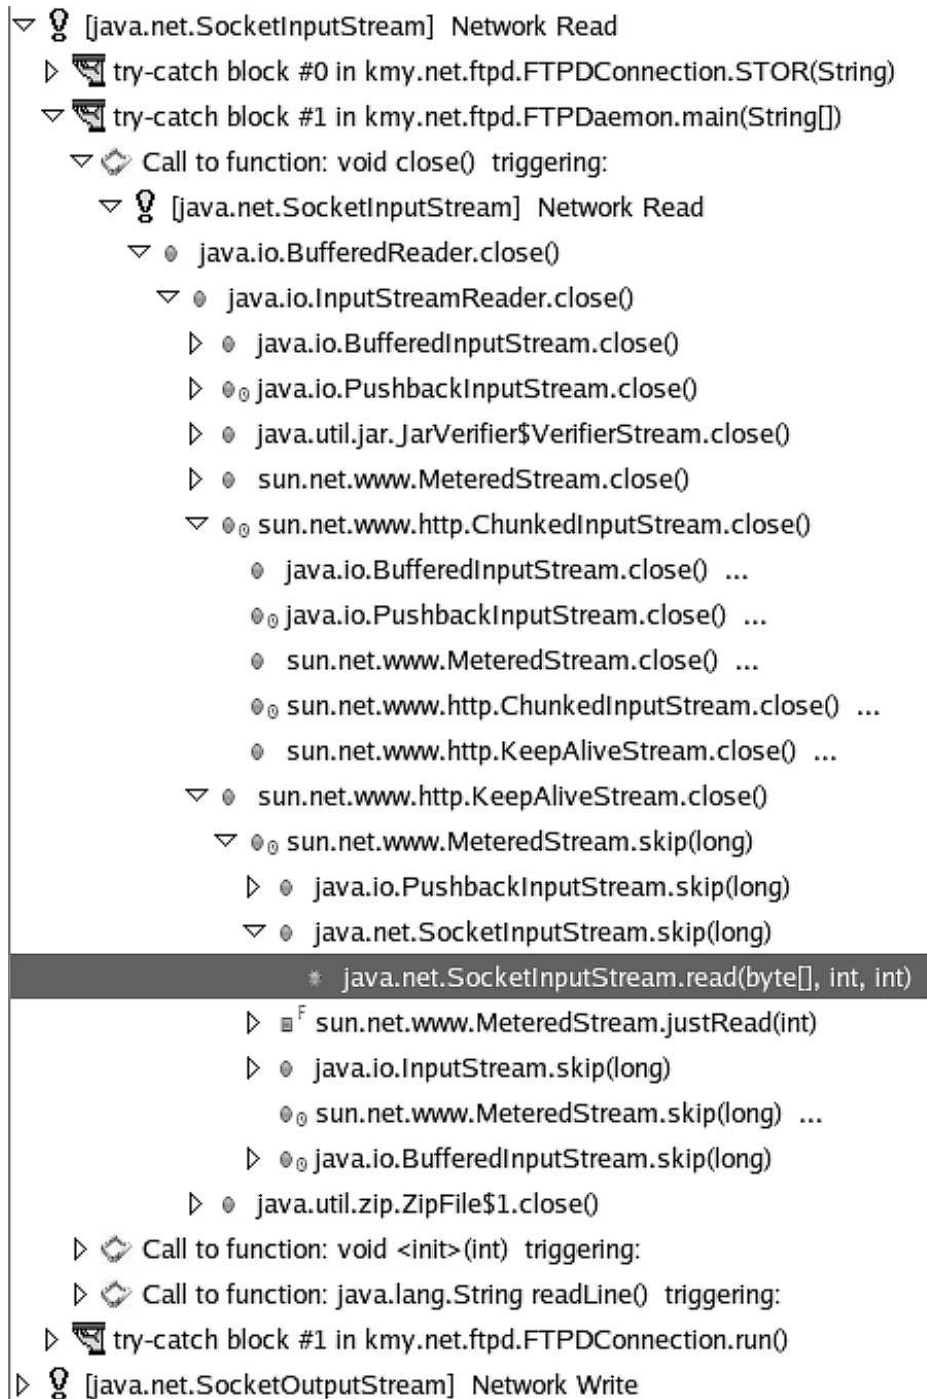 [java.net.SocketInputStream] Network Read
try-catch block #0 in kmy.net.ftpd.FTPDConnection.STOR(String)
try-catch block #1 in kmy.net.ftpd.FTPDaemon.main(String[])
Call to function: void close() triggering:
[java.net.SocketInputStream] Network Read
java.io.BufferedReader.close()
java.io.InputStreamReader.close()
java.io.BufferedInputStream.close()
java.io.PushbackInputStream.close()
java.util.jar.JarVerifier$VerifierStream.close()
sun.net.www.MeteredStream.close()
sun.net.www.http.ChunkedInputStream.close()
java.io.BufferedInputStream.close() ...
java.io.PushbackInputStream.close() ...
sun.net.www.MeteredStream.close() ...
sun.net.www.http.ChunkedInputStream.close() ...
sun.net.www.http.KeepAliveStream.close() ...
sun.net.www.http.KeepAliveStream.close()
sun.net.www.MeteredStream.skip(long)
java.io.PushbackInputStream.skip(long)
java.net.SocketInputStream.skip(long)
java.net.SocketInputStream.read(byte[], int, int)
F sun.net.www.MeteredStream.justRead(int)
java.io.InputStream.skip(long)
sun.net.www.MeteredStream.skip(long) ...
java.io.BufferedInputStream.skip(long)
java.util.zip.ZipFile$1.close()
Call to function: void <init>(int) triggering:
Call to function: java.lang.String readLine() triggering:
try-catch block #1 in kmy.net.ftpd.FTPDConnection.run()
[java.net.SocketOutputStream] Network Write